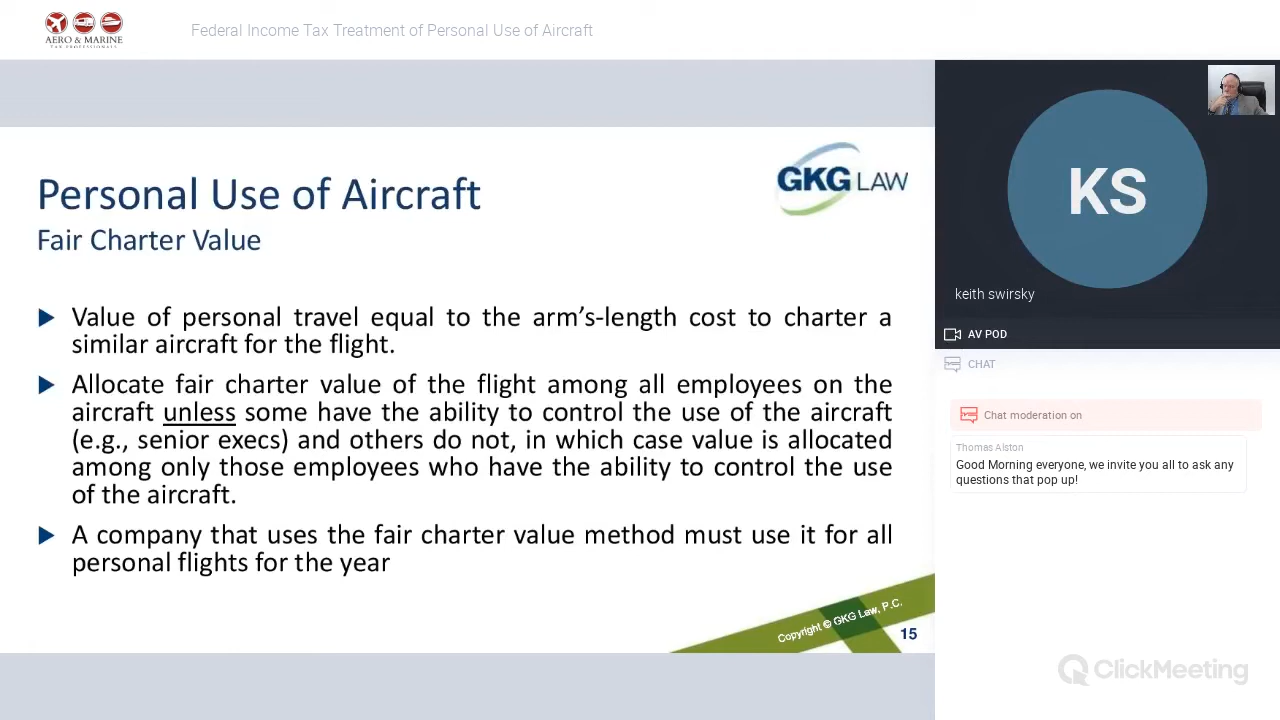 AERO & MARINE
TAX PROFESSIONALS
Federal Income Tax Treatment of Personal Use of Aircraft
Personal Use of Aircraft
Fair Charter Value
GKG LAW
▶ Value of personal travel equal to the arm's-length cost to charter a
similar aircraft for the flight.
▶ Allocate fair charter value of the flight among all employees on the
aircraft unless some have the ability to control the use of the aircraft
(e.g., senior execs) and others do not, in which case value is allocated
among only those employees who have the ability to control the use
of the aircraft.
▶ A company that uses the fair charter value method must use it for all
personal flights for the year
Copyright © GKG Law, P.C.
15
KS
keith swirsky
AV POD
CHAT
Chat moderation on
Thomas Alston
Good Morning everyone, we invite you all to ask any
questions that pop up!
ClickMeeting